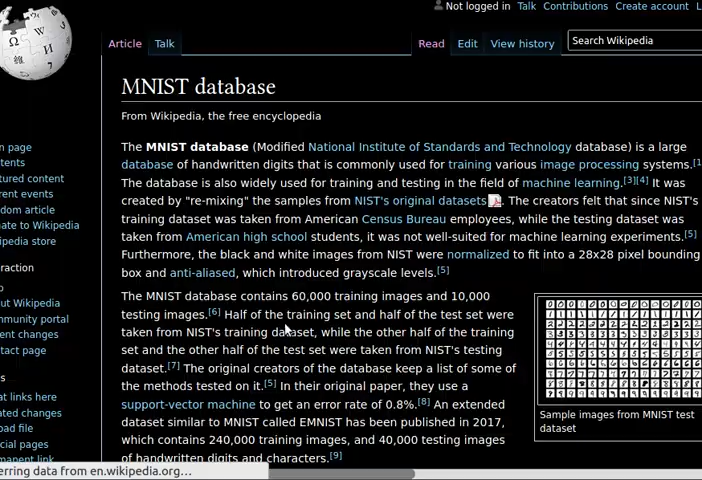 Not logged in Talk Contributions Create account
Article Talk Read Edit View history Search Wikipedia
MNIST database
From Wikipedia, the free encyclopedia
The MNIST database (Modified National Institute of Standards and Technology database) is a large
database of handwritten digits that is commonly used for training various image processing systems.[1
The database is also widely used for training and testing in the field of machine learning.[3][4] It was
created by "re-mixing" the samples from NIST's original datasets. The creators felt that since NIST's
training dataset was taken from American Census Bureau employees, while the testing dataset was
taken from American high school students, it was not well-suited for machine learning experiments.[5]
Furthermore, the black and white images from NIST were normalized to fit into a 28x28 pixel bounding
box and anti-aliased, which introduced grayscale levels.[5]
The MNIST database contains 60,000 training images and 10,000
testing images.[6] Half of the training set and half of the test set were
taken from NIST's training dataset, while the other half of the training
set and the other half of the test set were taken from NIST's testing
dataset.[7] The original creators of the database keep a list of some of
the methods tested on it.[5] In their original paper, they use a
support-vector machine to get an error rate of 0.8%.[8] An extended
dataset similar to MNIST called EMNIST has been published in 2017,
which contains 240,000 training images, and 40,000 testing images
of handwritten digits and characters.[9]
Sample images from MNIST test
dataset
n page
tents
tured content
rent events
dom article
ate to Wikipedia
ipedia store
raction
p
ut Wikipedia
mmunity portal
ent changes
tact page
s
at links here
ated changes
oad file
cial pages
manent link
erring data from en.wikipedia.org...